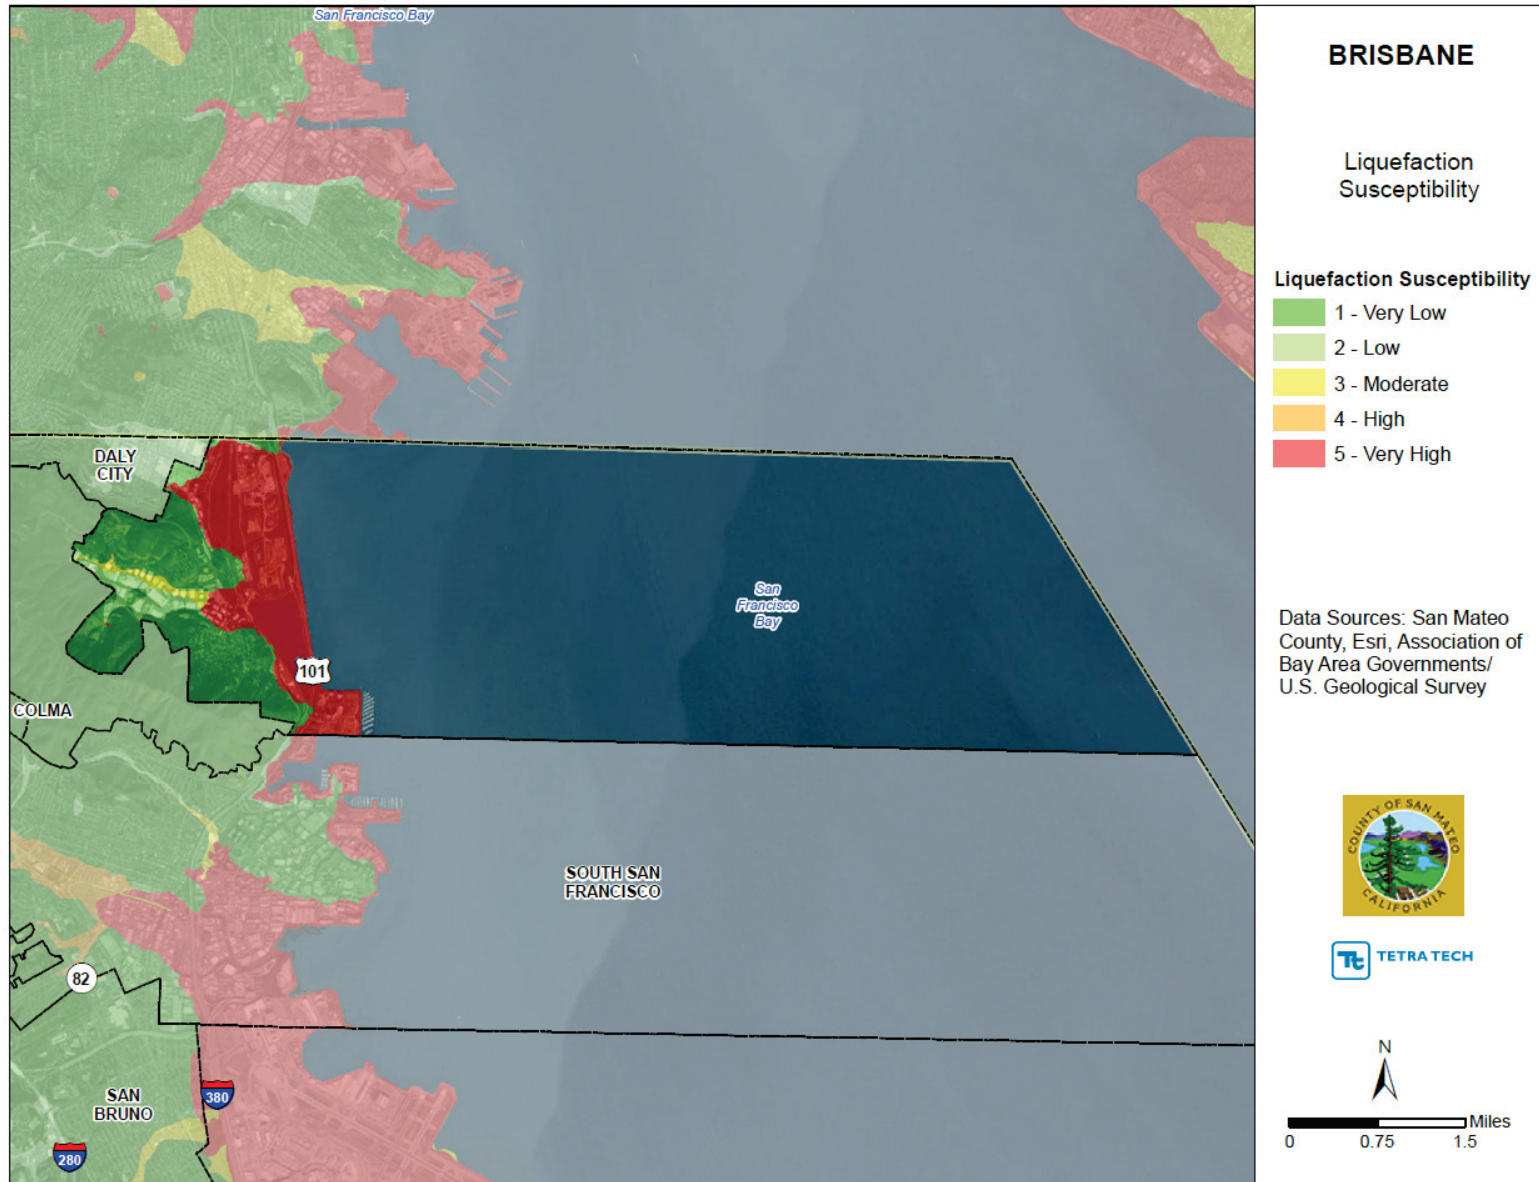 San Francisco Bay
DALY
CITY
San
Francisco
Bay
101
COLMA
SOUTH SAN
FRANCISCO
82
SAN
BRUNO
380
280
BRISBANE
Liquefaction
Susceptibility
Liquefaction Susceptibility
1 - Very Low
2 - Low
3 - Moderate
4 - High
5 - Very High
Data Sources: San Mateo
County, Esri, Association of
Bay Area Governments/
U.S. Geological Survey
COUNTY OF SAN MATEO
CALIFORNIA
Tt TETRA TECH
N
Miles
0 0.75 1.5